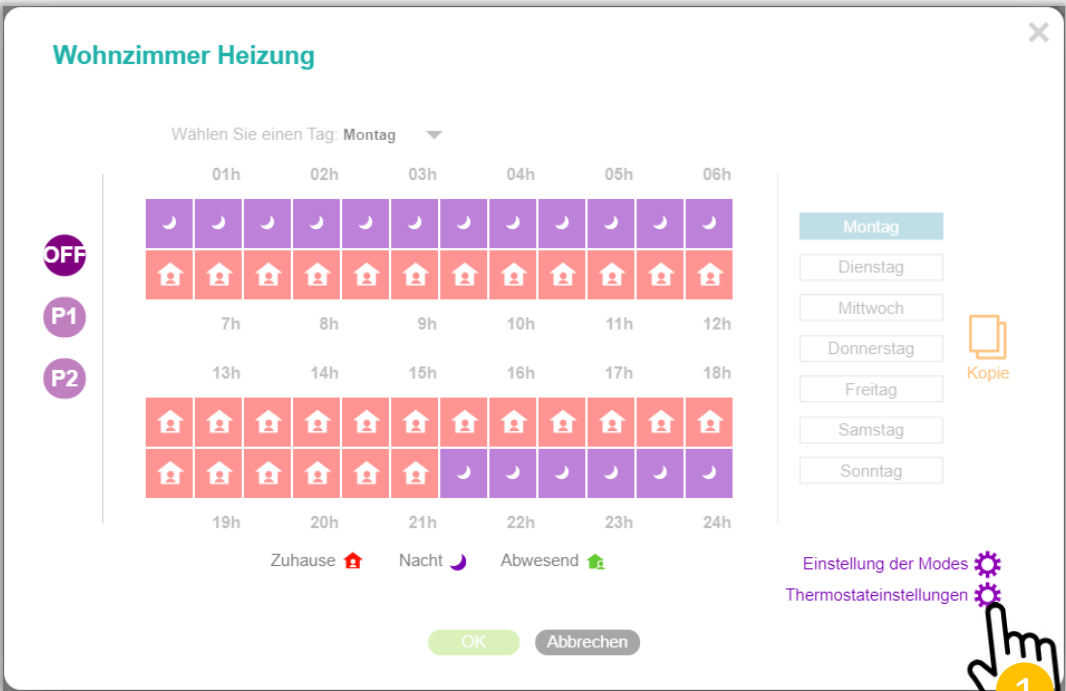 Wohnzimmer Heizung
Wählen Sie einen Tag: Montag
01h 02h 03h 04h 05h 06h
7h 8h 9h 10h 11h 12h
13h 14h 15h 16h 17h 18h
19h 20h 21h 22h 23h 24h
OFF
P1
P2
Zuhause Nacht Abwesend
Montag
Dienstag
Mittwoch
Donnerstag
Freitag
Samstag
Sonntag
Kopie
Einstellung der Modes
Thermostateinstellungen
OK Abbrechen
1